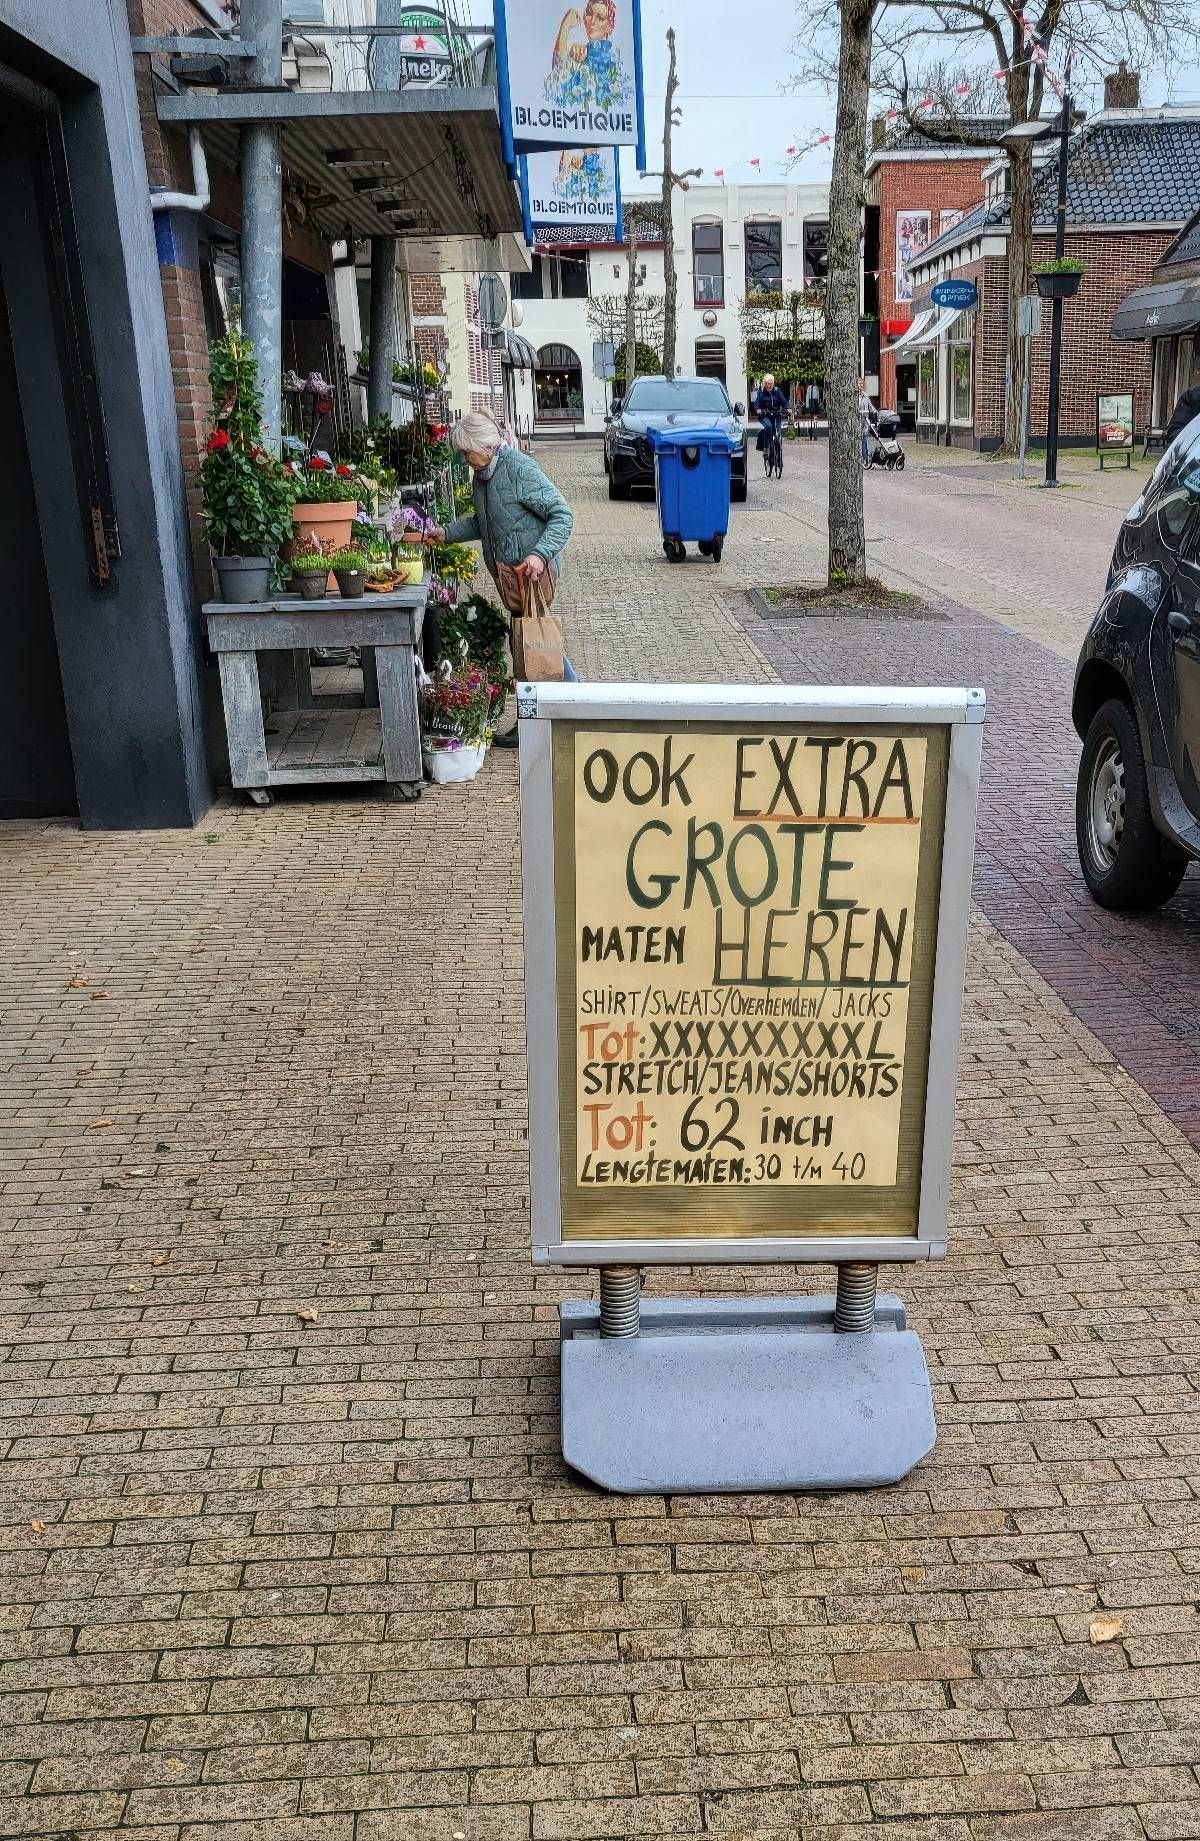 BLOEMTIQUE
BLOEMTIQUE
OOK EXTRA
GROTE
MATEN HEREN
SHIRT/SWEATS/OVERHEMDEN/JACKS
Tot: XXXXXXXXXXL
STRETCH/JEANS/SHORTS
Tot: 62 iNCH
LENGTEMATEN: 30 t/m 40